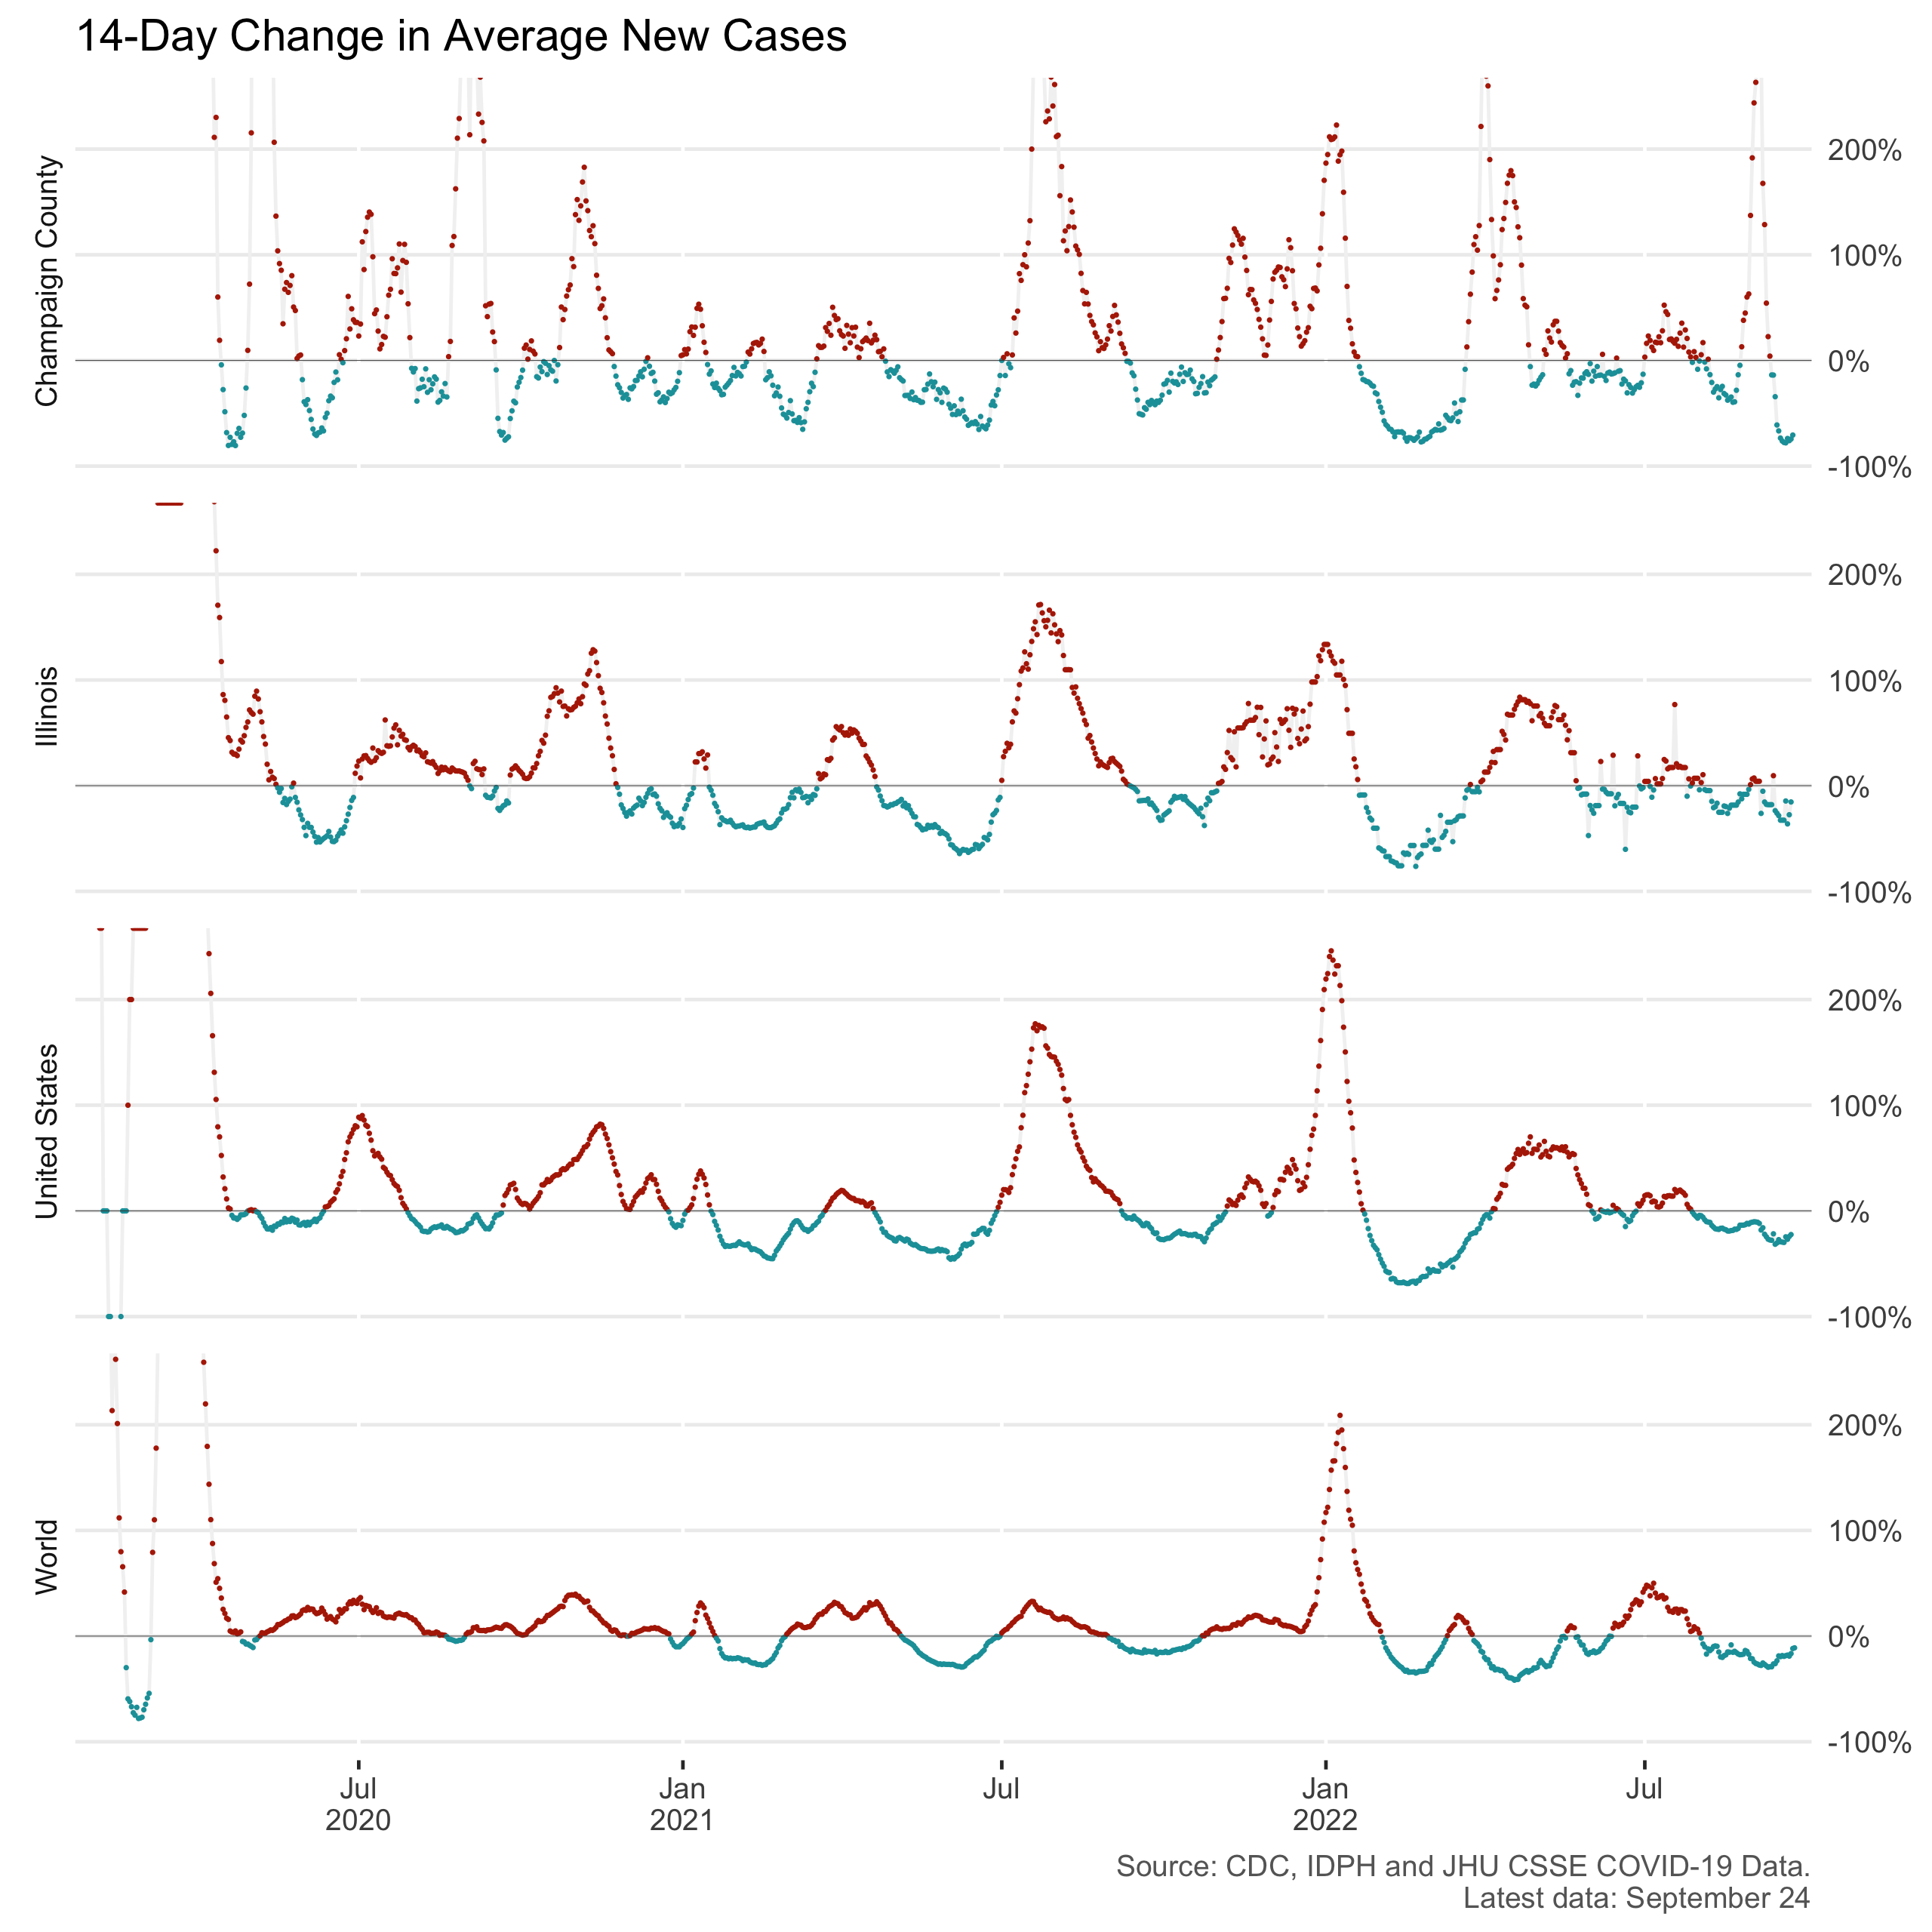 14-Day Change in Average New Cases
Champaign County
200%
100%
0%
-100%
Illinois
200%
100%
0%
-100%
United States
200%
100%
0%
-100%
World
200%
100%
0%
-100%
Jul
2020
Jan
2021
Jul
Jan
2022
Jul
Source: CDC, IDPH and JHU CSSE COVID-19 Data.
Latest data: September 24